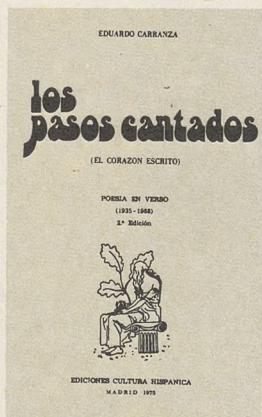 EDUARDO CARRANZA
los
pasos cantados
(EL CORAZON ESCRITO)
POESIA EN VERSO
(1935-1968)
2.ª Edición
EDICIONES CULTURA HISPANICA
MADRID 1975